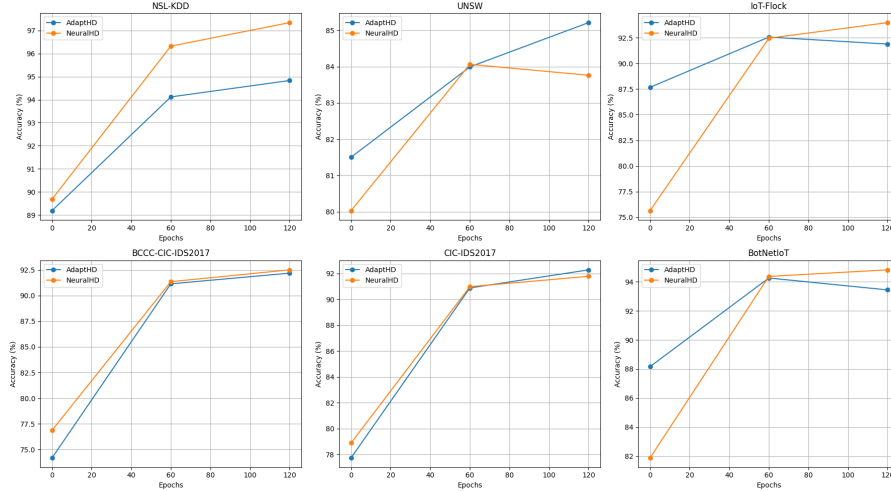 NSL-KDD
AdaptHD
NeuralHD
Accuracy (%)
97
96
95
94
93
92
91
90
89
0 20 40 60 80 100 120
Epochs
UNSW
AdaptHD
NeuralHD
Accuracy (%)
85
84
83
82
81
80
0 20 40 60 80 100 120
Epochs
IoT-Flock
AdaptHD
NeuralHD
Accuracy (%)
92.5
90.0
87.5
85.0
82.5
80.0
77.5
75.0
0 20 40 60 80 100 120
Epochs
BCCC-CIC-IDS2017
AdaptHD
NeuralHD
Accuracy (%)
92.5
90.0
87.5
85.0
82.5
80.0
77.5
75.0
0 20 40 60 80 100 120
Epochs
CIC-IDS2017
AdaptHD
NeuralHD
Accuracy (%)
92
90
88
86
84
82
80
78
0 20 40 60 80 100 120
Epochs
BotNetIoT
AdaptHD
NeuralHD
Accuracy (%)
94
92
90
88
86
84
82
0 20 40 60 80 100 120
Epochs